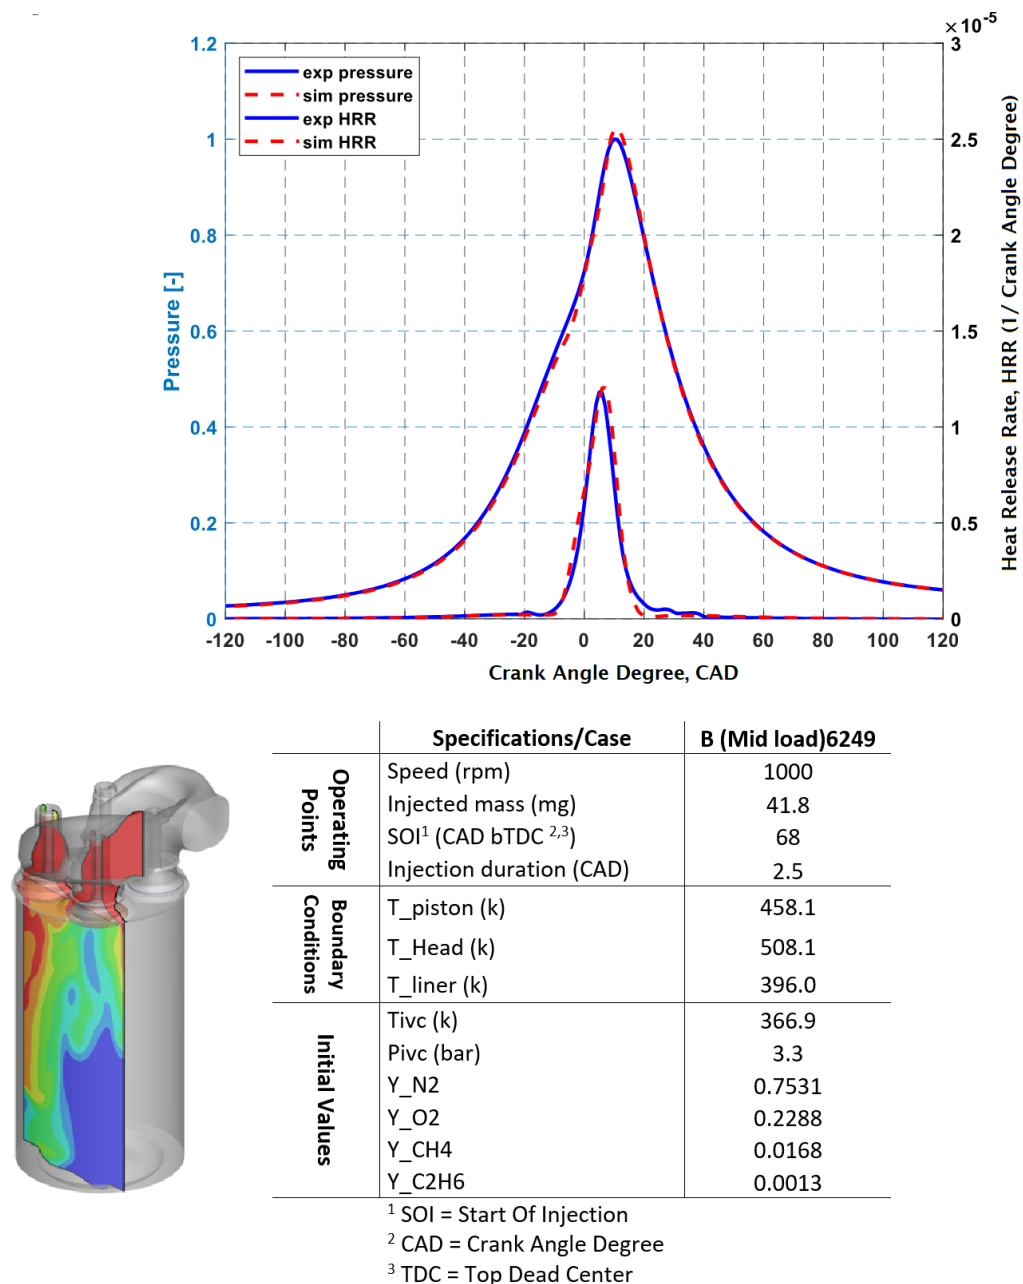 ×10⁻⁵
1.2
3
exp pressure
sim pressure
exp HRR
sim HRR
1
2.5
0.8
2
0.6
1.5
0.4
1
0.2
0.5
0
0
Pressure [-]
Heat Release Rate, HRR (1/ Crank Angle Degree)
-120 -100 -80 -60 -40 -20 0 20 40 60 80 100 120
Crank Angle Degree, CAD
Specifications/Case B (Mid load)6249
Operating Points
Speed (rpm) 1000
Injected mass (mg) 41.8
SOI¹ (CAD bTDC ²,³) 68
Injection duration (CAD) 2.5
Boundary Conditions
T_piston (k) 458.1
T_Head (k) 508.1
T_liner (k) 396.0
Initial Values
Tivc (k) 366.9
Pivc (bar) 3.3
Y_N2 0.7531
Y_O2 0.2288
Y_CH4 0.0168
Y_C2H6 0.0013
¹ SOI = Start Of Injection
² CAD = Crank Angle Degree
³ TDC = Top Dead Center